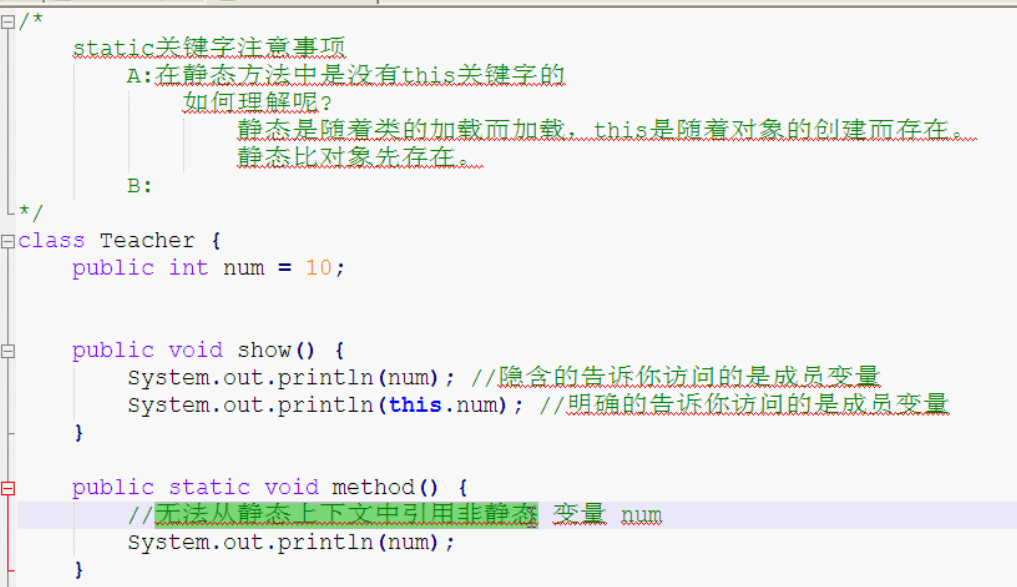 /*
static关键字注意事项
A:在静态方法中是没有this关键字的
如何理解呢?
静态是随着类的加载而加载，this是随着对象的创建而存在。
静态比对象先存在。
B:
*/
class Teacher {
public int num = 10;
public void show() {
System.out.println(num); //隐含的告诉你访问的是成员变量
System.out.println(this.num); //明确的告诉你访问的是成员变量
}
public static void method() {
//无法从静态上下文中引用非静态 变量 num
System.out.println(num);
}